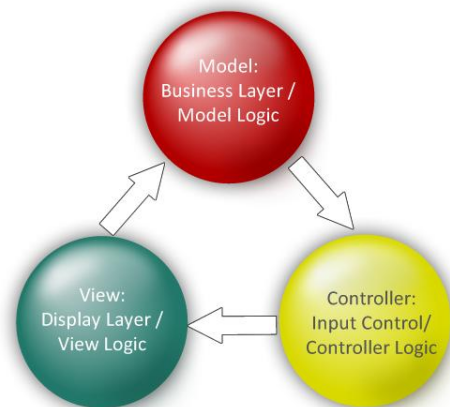 Model:
Business Layer /
Model Logic
View:
Display Layer /
View Logic
Controller:
Input Control/
Controller Logic